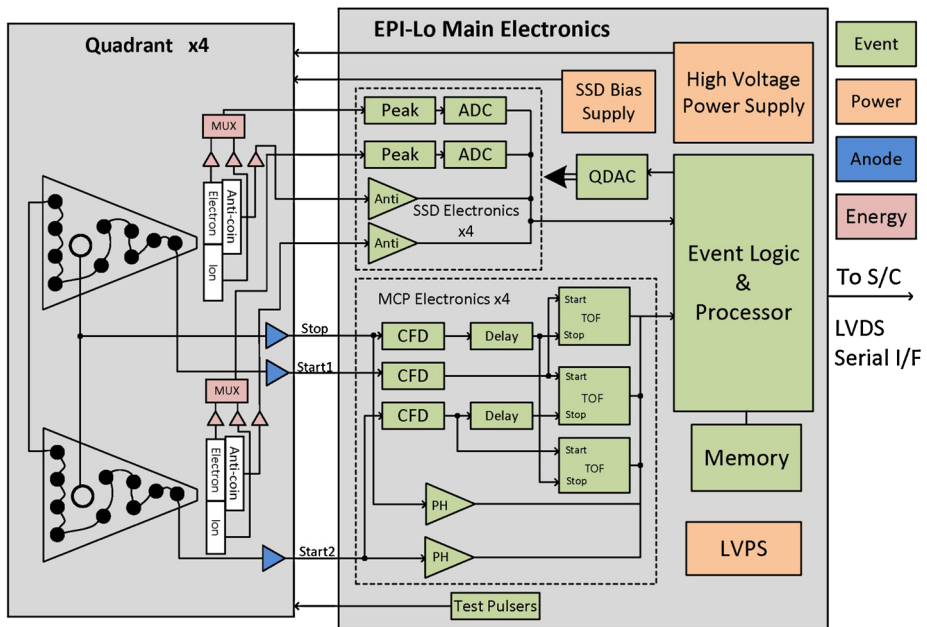 Quadrant x4
EPI-Lo Main Electronics
Event
Power
Anode
Energy
High Voltage
Power Supply
SSD Bias
Supply
MUX
Peak
ADC
Peak
ADC
QDAC
Anti
Anti
SSD Electronics
x4
Electron
Anti-coin
Ion
Event Logic
&
Processor
To S/C
LVDS
Serial I/F
MCP Electronics x4
Stop
Start1
CFD
Delay
Start
TOF
Stop
CFD
Start
TOF
Stop
CFD
Delay
Start
TOF
Stop
MUX
Electron
Anti-coin
Ion
Memory
PH
PH
Start2
LVPS
Test Pulsers